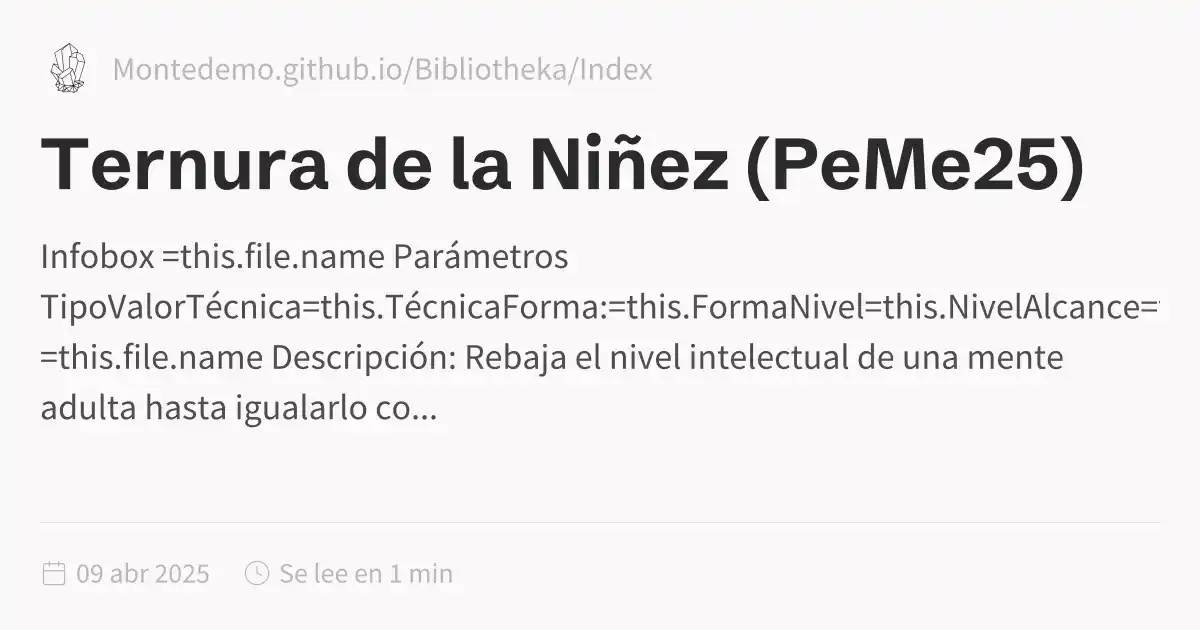 Montedemo.github.io/Bibliotheka/Index
Ternura de la Niñez (PeMe25)
Infobox =this.file.name Parámetros
TipoValorTécnica=this.TécnicaForma:=this.FormaNivel=this.NivelAlcance=
=this.file.name Descripción: Rebaja el nivel intelectual de una mente
adulta hasta igualarlo co...
09 abr 2025 Se lee en 1 min